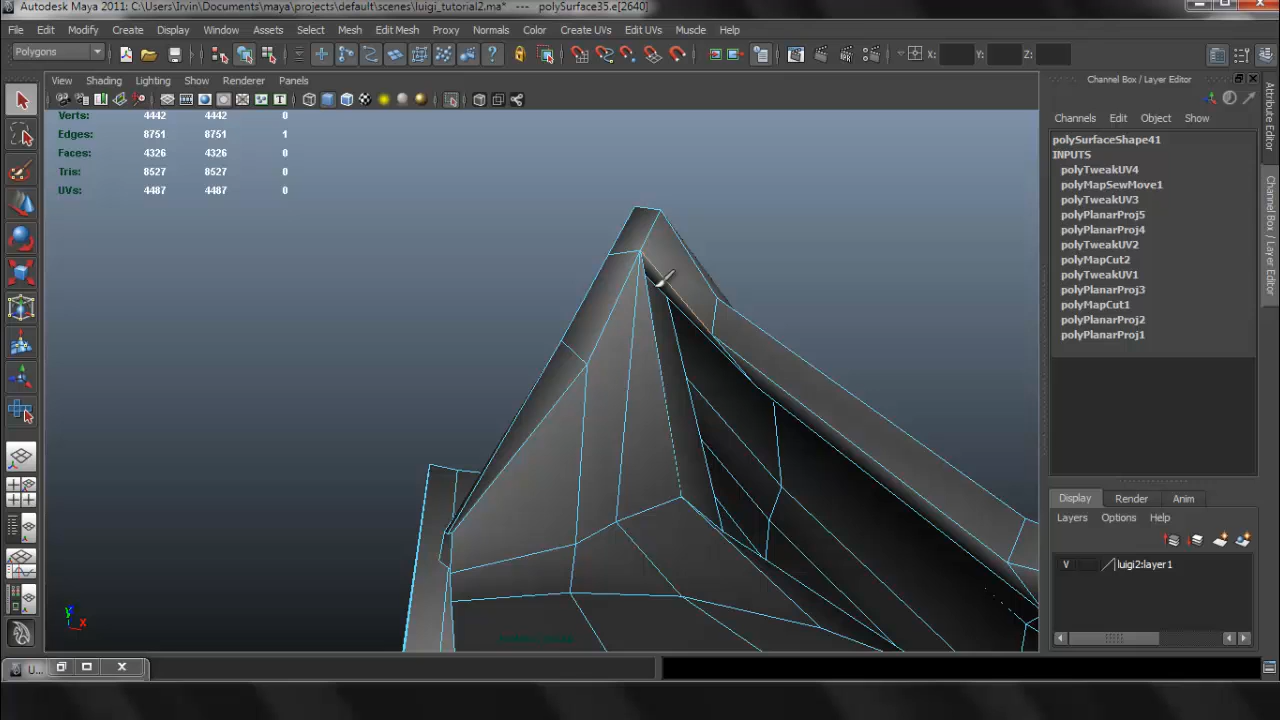 Autodesk Maya 2011: C:\Users\Irvin\Documents\maya\projects\default\scenes\luigi_tutorial2.ma* --- polySurface35.e[2640]
File Edit Modify Create Display Window Assets Select Mesh Edit Mesh Proxy Normals Color Create UVs Edit UVs Muscle Help
Polygons X: Y: Z:
View Shading Lighting Show Renderer Panels
Channel Box / Layer Editor
Verts: 4442 4442 0
Edges: 8751 8751 1
Faces: 4326 4326 0
Tris: 8527 8527 0
UVs: 4487 4487 0
Channels Edit Object Show
polySurfaceShape41
INPUTS
polyTweakUV4
polyMapSewMove1
polyTweakUV3
polyPlanarProj5
polyPlanarProj4
polyTweakUV2
polyMapCut2
polyTweakUV1
polyPlanarProj3
polyMapCut1
polyPlanarProj2
polyPlanarProj1
Attribute Editor
Channel Box / Layer Editor
Display Render Anim
Layers Options Help
V luigi2:layer1
y
x
U...